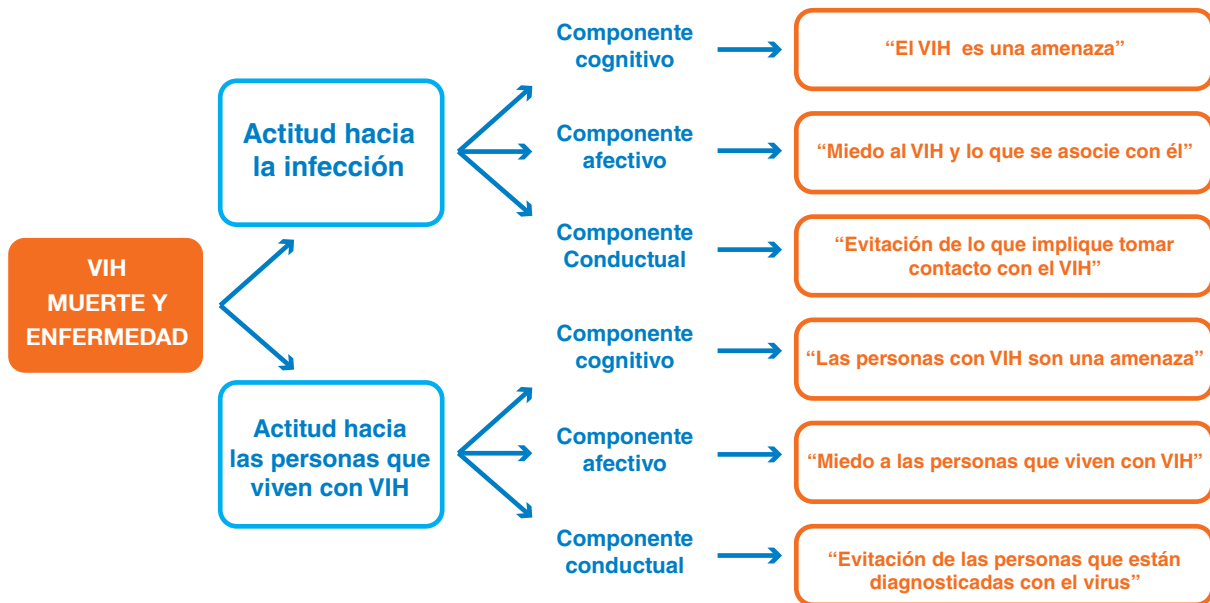 VIH
MUERTE Y
ENFERMEDAD
Actitud hacia
la infección
Componente
cognitivo
“El VIH es una amenaza”
Componente
afectivo
“Miedo al VIH y lo que se asocie con él”
Componente
Conductual
“Evitación de lo que implique tomar
contacto con el VIH”
Actitud hacia
las personas que
viven con VIH
Componente
cognitivo
“Las personas con VIH son una amenaza”
Componente
afectivo
“Miedo a las personas que viven con VIH”
Componente
conductual
“Evitación de las personas que están
diagnosticadas con el virus”